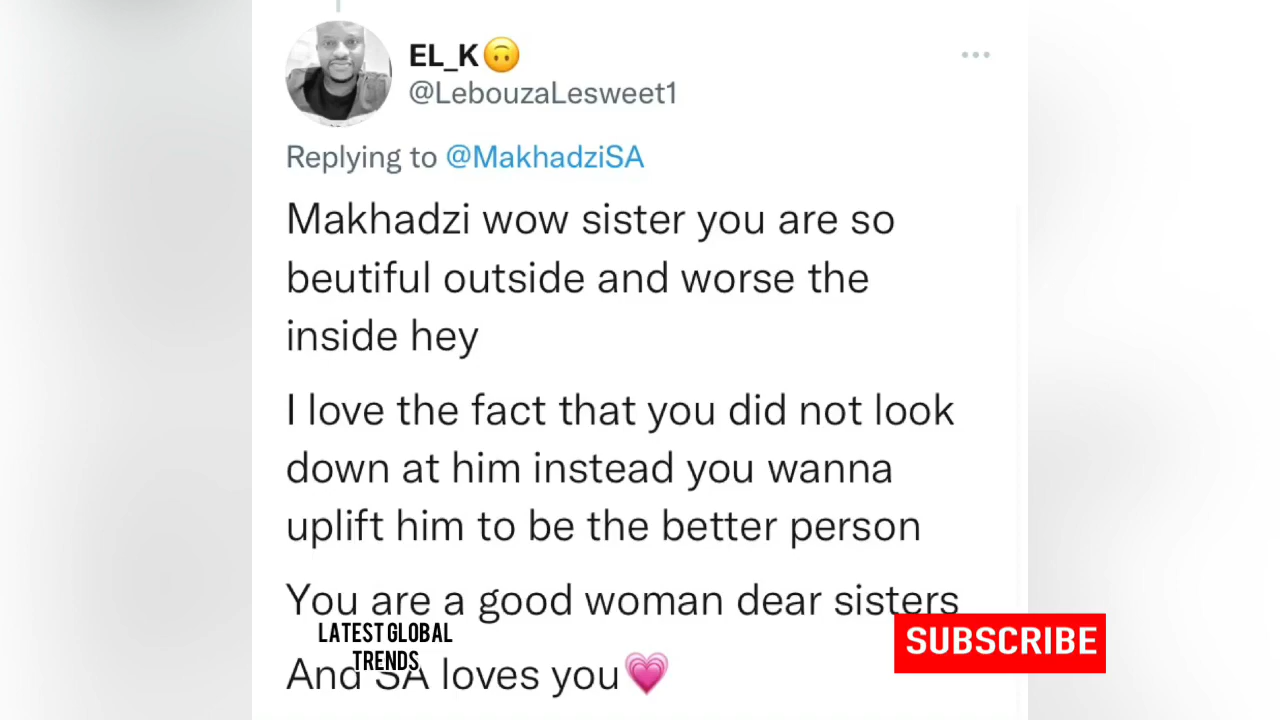 EL_K🙃
@LebouzaLesweet1
Replying to @MakhadziSA
Makhadzi wow sister you are so
beutiful outside and worse the
inside hey
I love the fact that you did not look
down at him instead you wanna
uplift him to be the better person
You are a good woman dear sisters
And SA loves you💗
LATEST GLOBAL
TRENDS
SUBSCRIBE